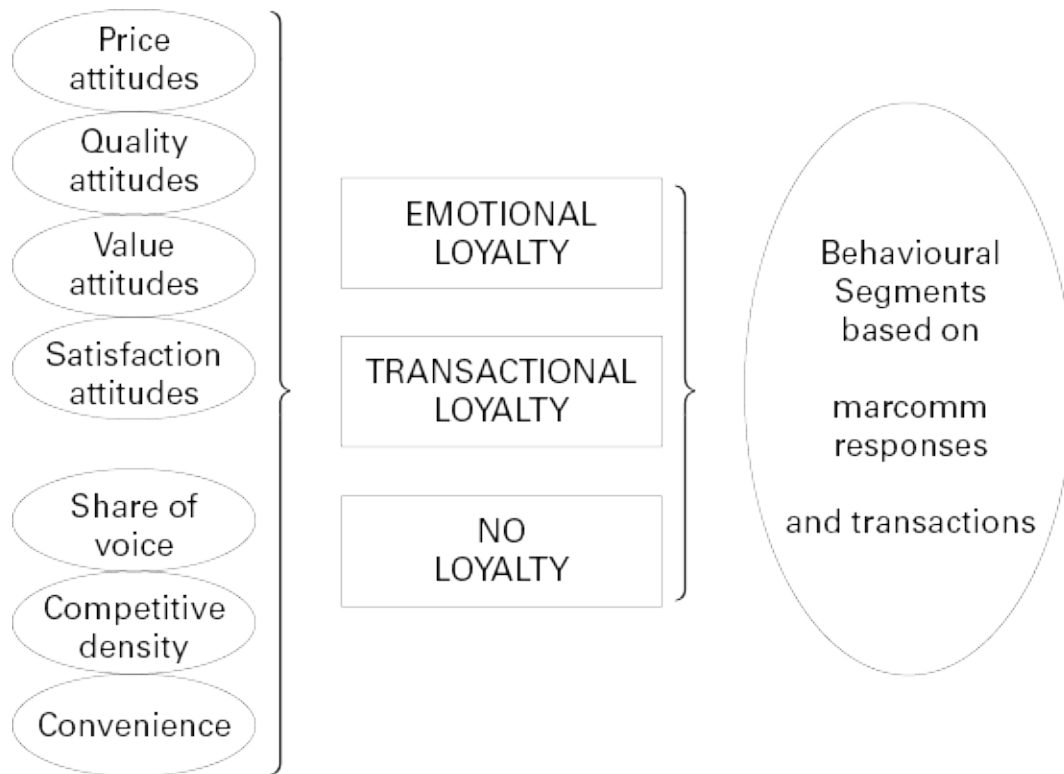 Price
attitudes
Quality
attitudes
Value
attitudes
Satisfaction
attitudes
Share of
voice
Competitive
density
Convenience
EMOTIONAL
LOYALTY
TRANSACTIONAL
LOYALTY
NO
LOYALTY
Behavioural
Segments
based on
marcomm
responses
and transactions